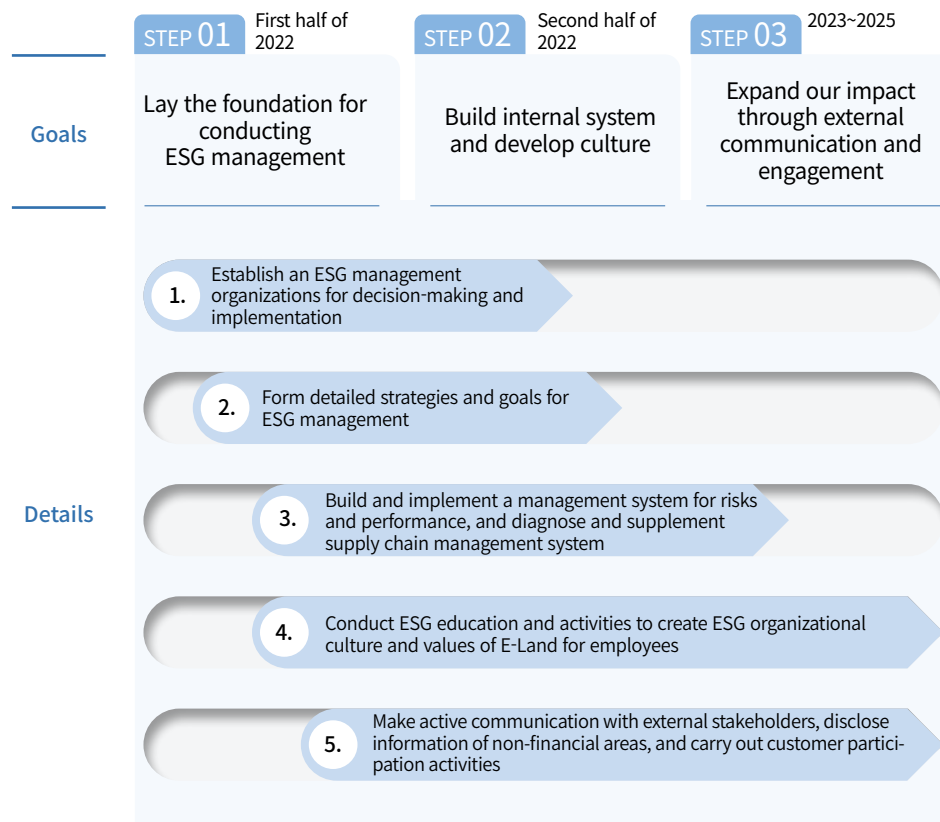 STEP 01
First half of
2022
STEP 02
Second half of
2022
STEP 03
2023~2025
Goals
Lay the foundation for
conducting
ESG management
Build internal system
and develop culture
Expand our impact
through external
communication and
engagement
Details
1.
Establish an ESG management
organizations for decision-making and
implementation
2.
Form detailed strategies and goals for
ESG management
3.
Build and implement a management system for risks
and performance, and diagnose and supplement
supply chain management system
4.
Conduct ESG education and activities to create ESG organizational
culture and values of E-Land for employees
5.
Make active communication with external stakeholders, disclose
information of non-financial areas, and carry out customer partici-
pation activities